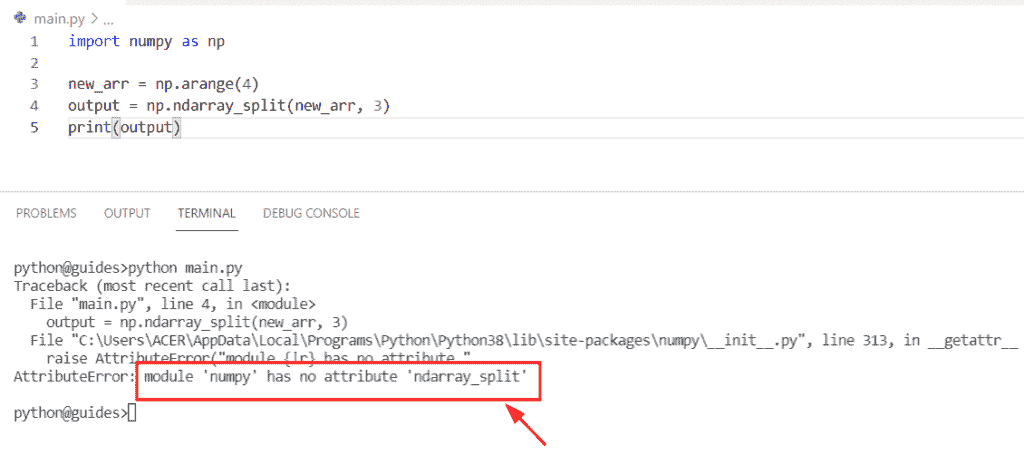 main.py > ...
1 import numpy as np
2
3 new_arr = np.arange(4)
4 output = np.ndarray_split(new_arr, 3)
5 print(output)
PROBLEMS OUTPUT TERMINAL DEBUG CONSOLE
python@guides>python main.py
Traceback (most recent call last):
  File "main.py", line 4, in <module>
    output = np.ndarray_split(new_arr, 3)
  File "C:\Users\ACER\AppData\Local\Programs\Python\Python38\lib\site-packages\numpy\__init__.py", line 313, in __getattr__
    raise AttributeError("module {!r} has no attribute "
AttributeError: module 'numpy' has no attribute 'ndarray_split'
python@guides>